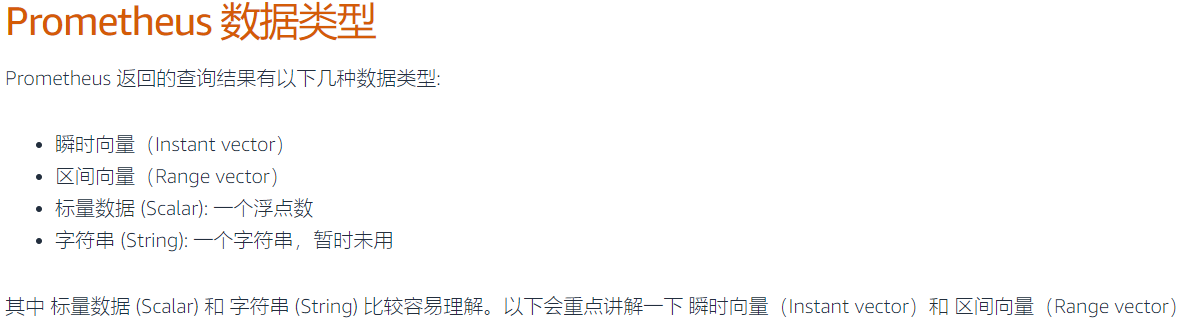 Prometheus 数据类型
Prometheus 返回的查询结果有以下几种数据类型:
• 瞬时向量（Instant vector）
• 区间向量（Range vector）
• 标量数据 (Scalar): 一个浮点数
• 字符串 (String): 一个字符串，暂时未用
其中 标量数据 (Scalar) 和 字符串 (String) 比较容易理解。以下会重点讲解一下 瞬时向量（Instant vector）和 区间向量（Range vector）